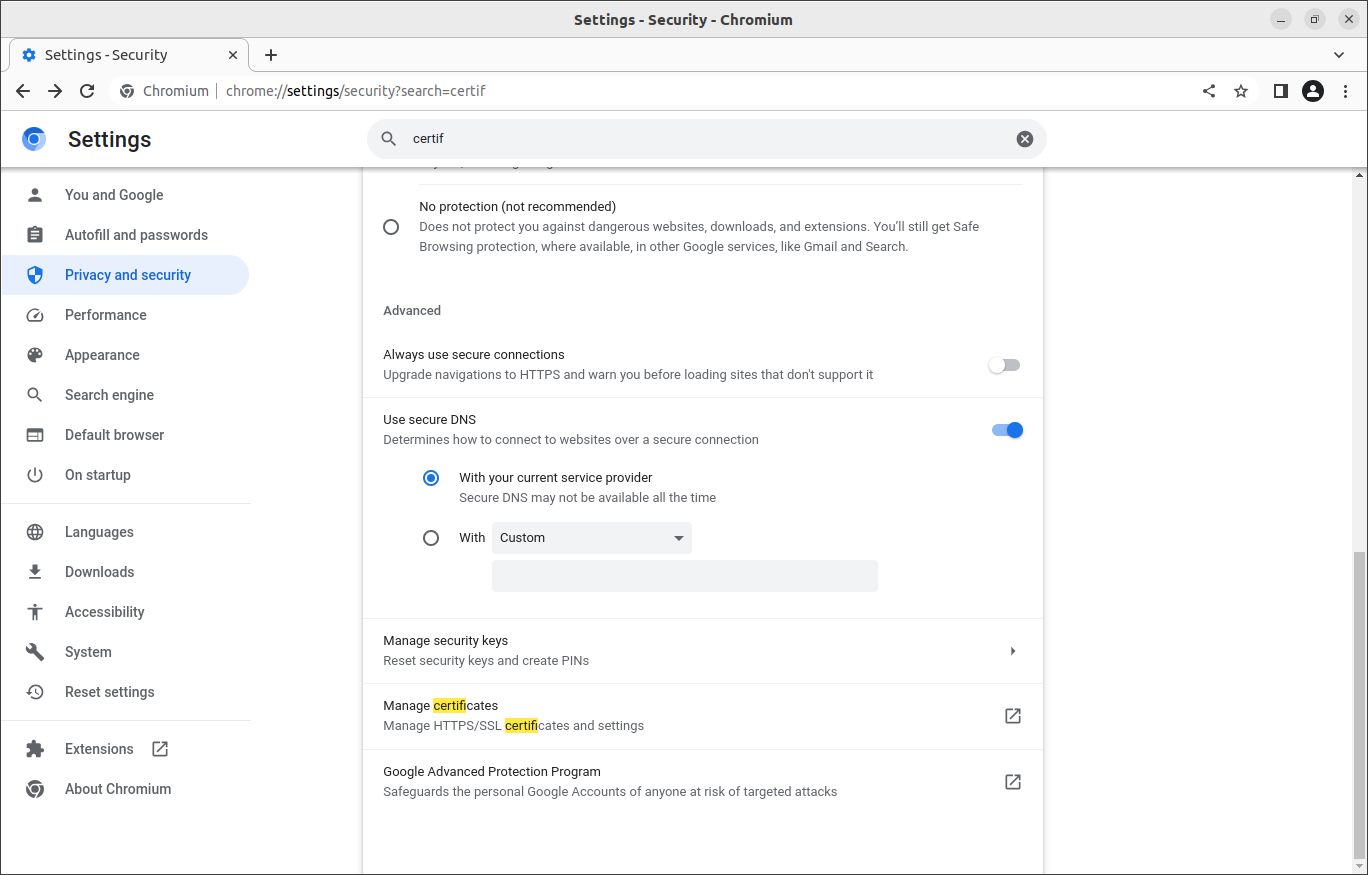 Settings - Security - Chromium
Settings - Security
Chromium
chrome://settings/security?search=certif
Settings
certif
You and Google
Autofill and passwords
Privacy and security
Performance
Appearance
Search engine
Default browser
On startup
Languages
Downloads
Accessibility
System
Reset settings
Extensions
About Chromium
No protection (not recommended)
Does not protect you against dangerous websites, downloads, and extensions. You’ll still get Safe
Browsing protection, where available, in other Google services, like Gmail and Search.
Advanced
Always use secure connections
Upgrade navigations to HTTPS and warn you before loading sites that don't support it
Use secure DNS
Determines how to connect to websites over a secure connection
With your current service provider
Secure DNS may not be available all the time
With Custom
Manage security keys
Reset security keys and create PINs
Manage certificates
Manage HTTPS/SSL certificates and settings
Google Advanced Protection Program
Safeguards the personal Google Accounts of anyone at risk of targeted attacks